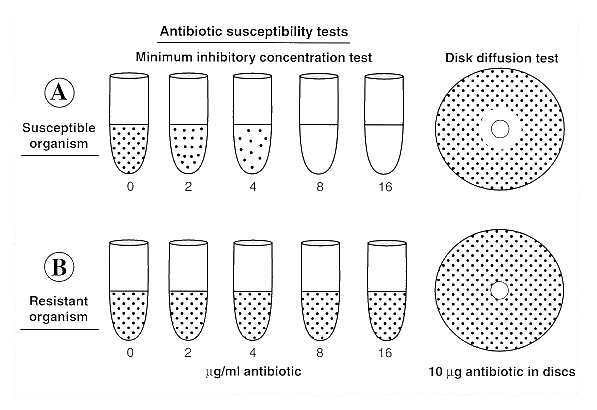 Antibiotic susceptibility tests
Minimum inhibitory concentration test
Disk diffusion test
A
Susceptible
organism
0 2 4 8 16
B
Resistant
organism
0 2 4 8 16
µg/ml antibiotic
10 µg antibiotic in discs